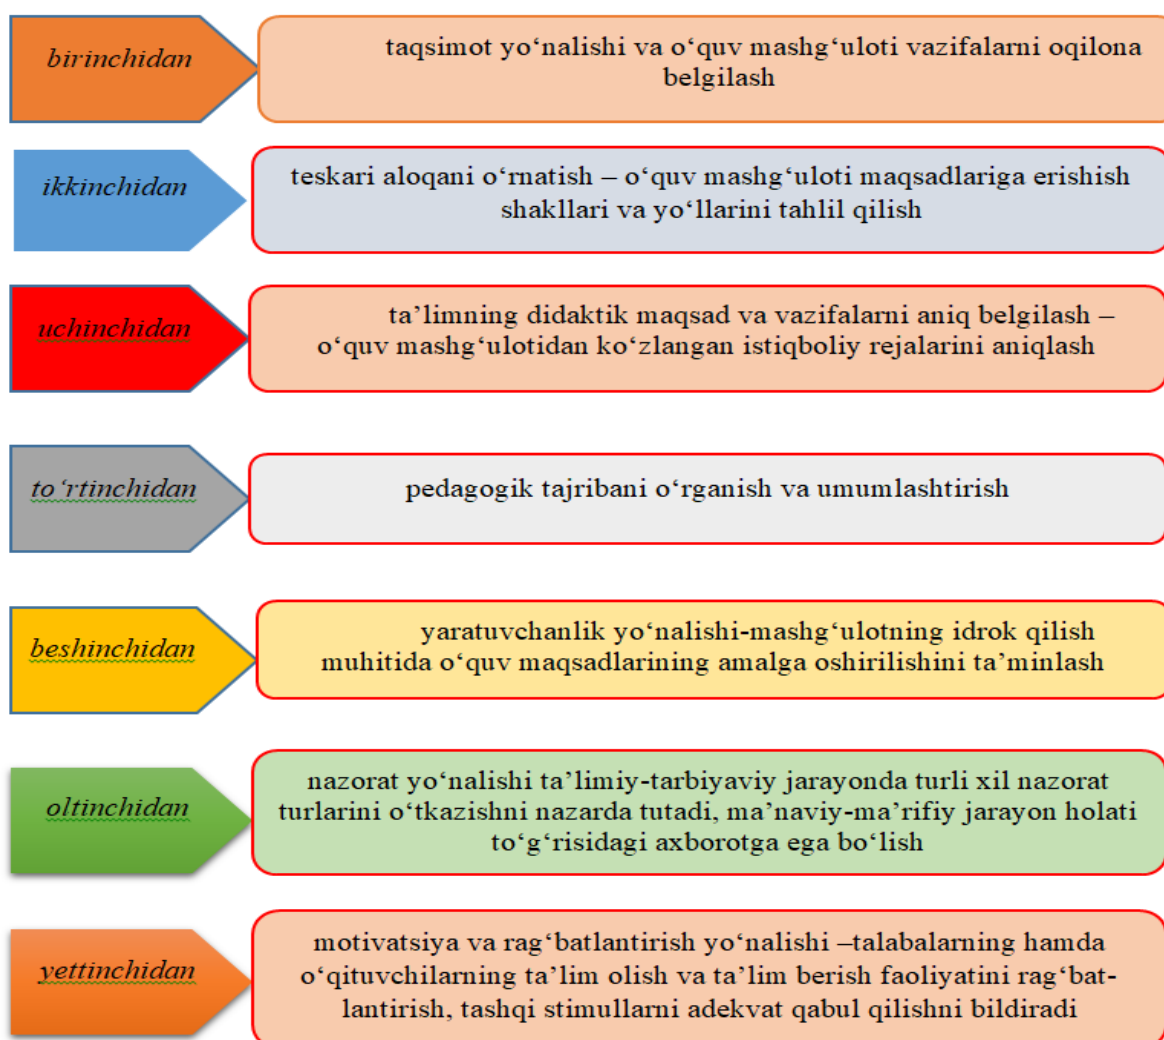 birinchidan
taqsimot yo‘nalishi va o‘quv mashg‘uloti vazifalarni oqilona
belgilash
ikkinchidan
teskari aloqani o‘rnatish – o‘quv mashg‘uloti maqsadlariga erishish
shakllari va yo‘llarini tahlil qilish
uchinchidan
ta’limning didaktik maqsad va vazifalarni aniq belgilash –
o‘quv mashg‘ulotidan ko‘zlangan istiqboliy rejalarini aniqlash
to‘rtinchidan
pedagogik tajribani o‘rganish va umumlashtirish
beshinchidan
yaratuvchanlik yo‘nalishi-mashg‘ulotning idrok qilish
muhitida o‘quv maqsadlarining amalga oshirilishini ta’minlash
oltinchidan
nazorat yo‘nalishi ta’limiy-tarbiyaviy jarayonda turli xil nazorat
turlarini o‘tkazishni nazarda tutadi, ma’naviy-ma’rifiy jarayon holati
to‘g‘risidagi axborotga ega bo‘lish
yettinchidan
motivatsiya va rag‘batlantirish yo‘nalishi –talabalarning hamda
o‘qituvchilarning ta’lim olish va ta’lim berish faoliyatini rag‘bat-
lantirish, tashqi stimullarni adekvat qabul qilishni bildiradi